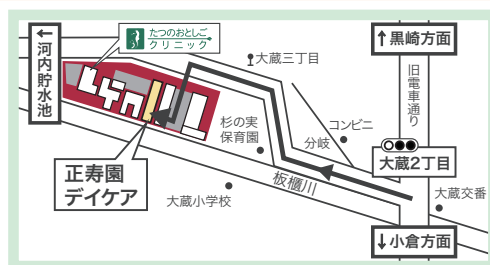 ←河内貯水池
たつのおとしご
クリニック
大蔵三丁目
↑黒崎方面
旧電車通り
杉の実
保育園
コンビニ
分岐
大蔵2丁目
正寿園
デイケア
板櫃川
大蔵小学校
大蔵交番
↓小倉方面